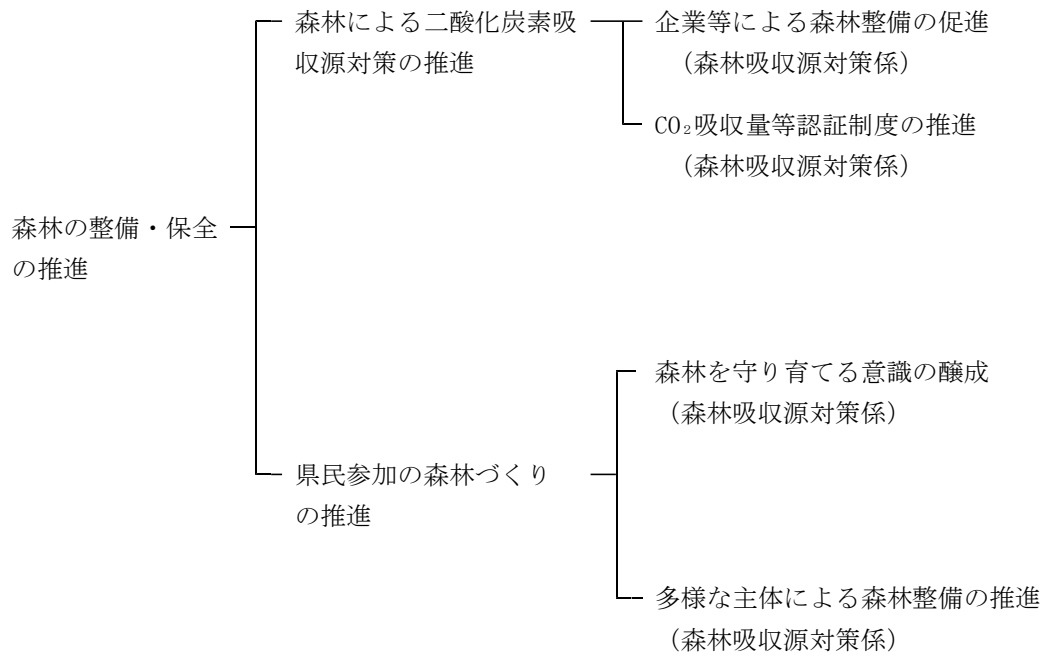 森林の整備・保全
の推進
森林による二酸化炭素吸
収源対策の推進
企業等による森林整備の促進
（森林吸収源対策係）
CO₂吸収量等認証制度の推進
（森林吸収源対策係）
県民参加の森林づくり
の推進
森林を守り育てる意識の醸成
（森林吸収源対策係）
多様な主体による森林整備の推進
（森林吸収源対策係）